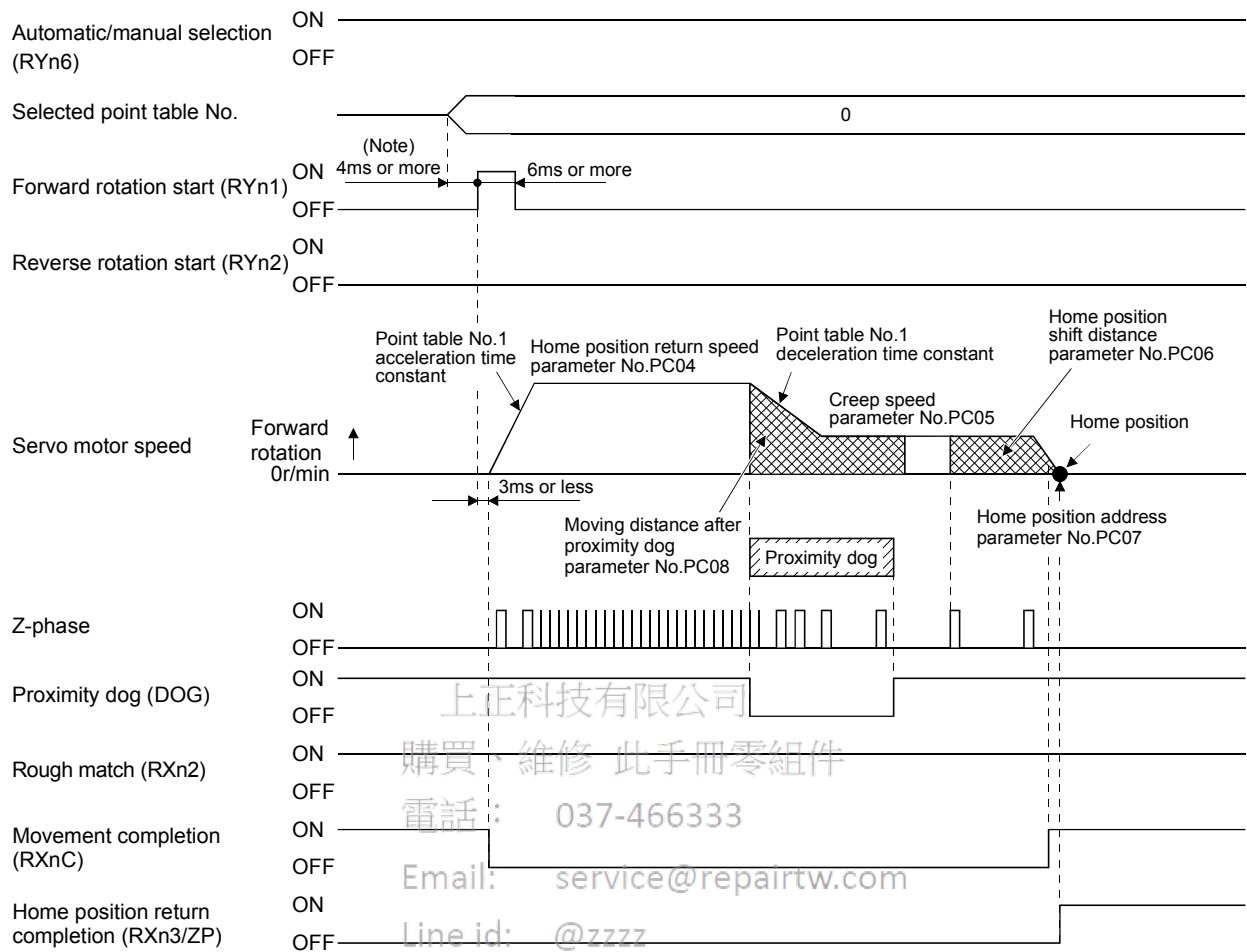 Automatic/manual selection
(RYn6)
ON
OFF
Selected point table No.
0
Forward rotation start (RYn1)
ON
OFF
(Note)
4ms or more
6ms or more
Reverse rotation start (RYn2)
ON
OFF
Servo motor speed
Forward
rotation
0r/min
Point table No.1
acceleration time
constant
Home position return speed
parameter No.PC04
Point table No.1
deceleration time constant
Creep speed
parameter No.PC05
Home position
shift distance
parameter No.PC06
Home position
3ms or less
Moving distance after
proximity dog
parameter No.PC08
Proximity dog
Home position address
parameter No.PC07
Z-phase
ON
OFF
Proximity dog (DOG)
ON
OFF
上正科技有限公司
Rough match (RXn2)
ON
OFF
購買、維修 此手冊零組件
電話： 037-466333
Movement completion
(RXnC)
ON
OFF
Email: service@repairtw.com
Home position return
completion (RXn3/ZP)
ON
OFF
Line id: @zzzz